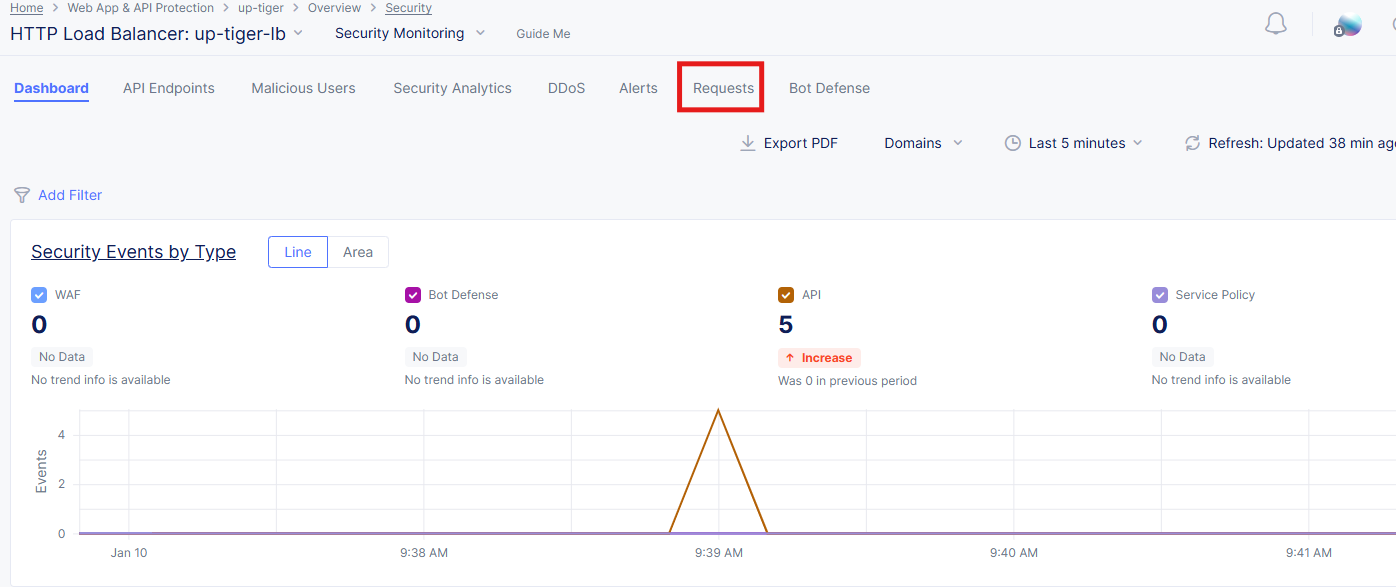 Home > Web App & API Protection > up-tiger > Overview > Security
HTTP Load Balancer: up-tiger-lb Security Monitoring Guide Me
Dashboard API Endpoints Malicious Users Security Analytics DDoS Alerts Requests Bot Defense
Export PDF Domains Last 5 minutes Refresh: Updated 38 min
Add Filter
Security Events by Type Line Area
WAF Bot Defense API Service Policy
0 0 5 0
No Data No Data Increase No Data
No trend info is available No trend info is available Was 0 in previous period No trend info is available
4
Events
2
0
Jan 10 9:38 AM 9:39 AM 9:40 AM 9:41 AM